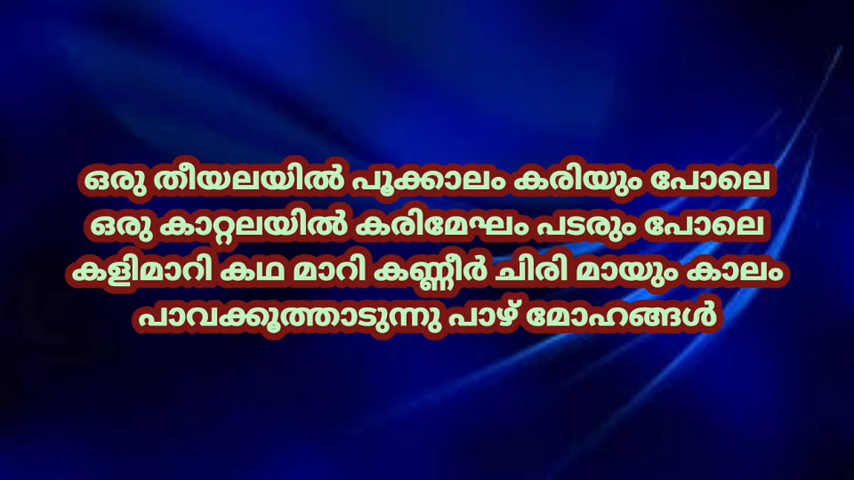 ഒരു തീയലയിൽ പൂക്കാലം കരിയും പോലെ
ഒരു കാറ്റലയിൽ കരിമേഘം പടരും പോലെ
കളിമാറി കഥ മാറി കണ്ണീർ ചിരി മായും കാലം
പാവക്കൂത്താടുന്നു പാഴ് മോഹങ്ങൾ